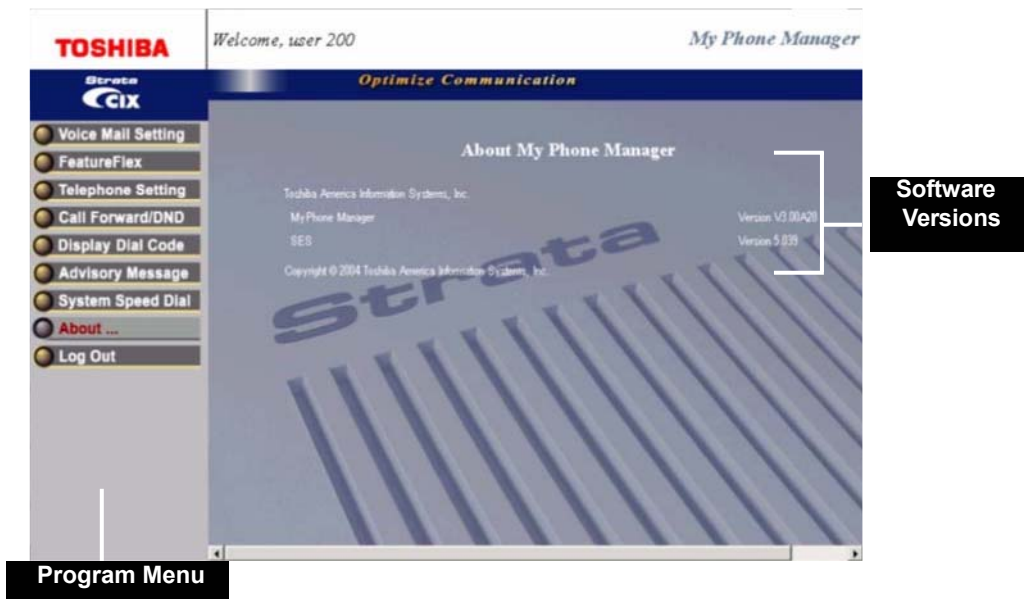 TOSHIBA
Welcome, user 200
My Phone Manager
Strata
CIX
Optimize Communication
Voice Mail Setting
FeatureFlex
Telephone Setting
Call Forward/DND
Display Dial Code
Advisory Message
System Speed Dial
About ...
Log Out
About My Phone Manager
Toshiba America Information Systems, Inc.
My Phone Manager
Version V3.00A28
SES
Version 5.039
Copyright © 2004 Toshiba America Information Systems, Inc.
Strata
Software
Versions
Program Menu